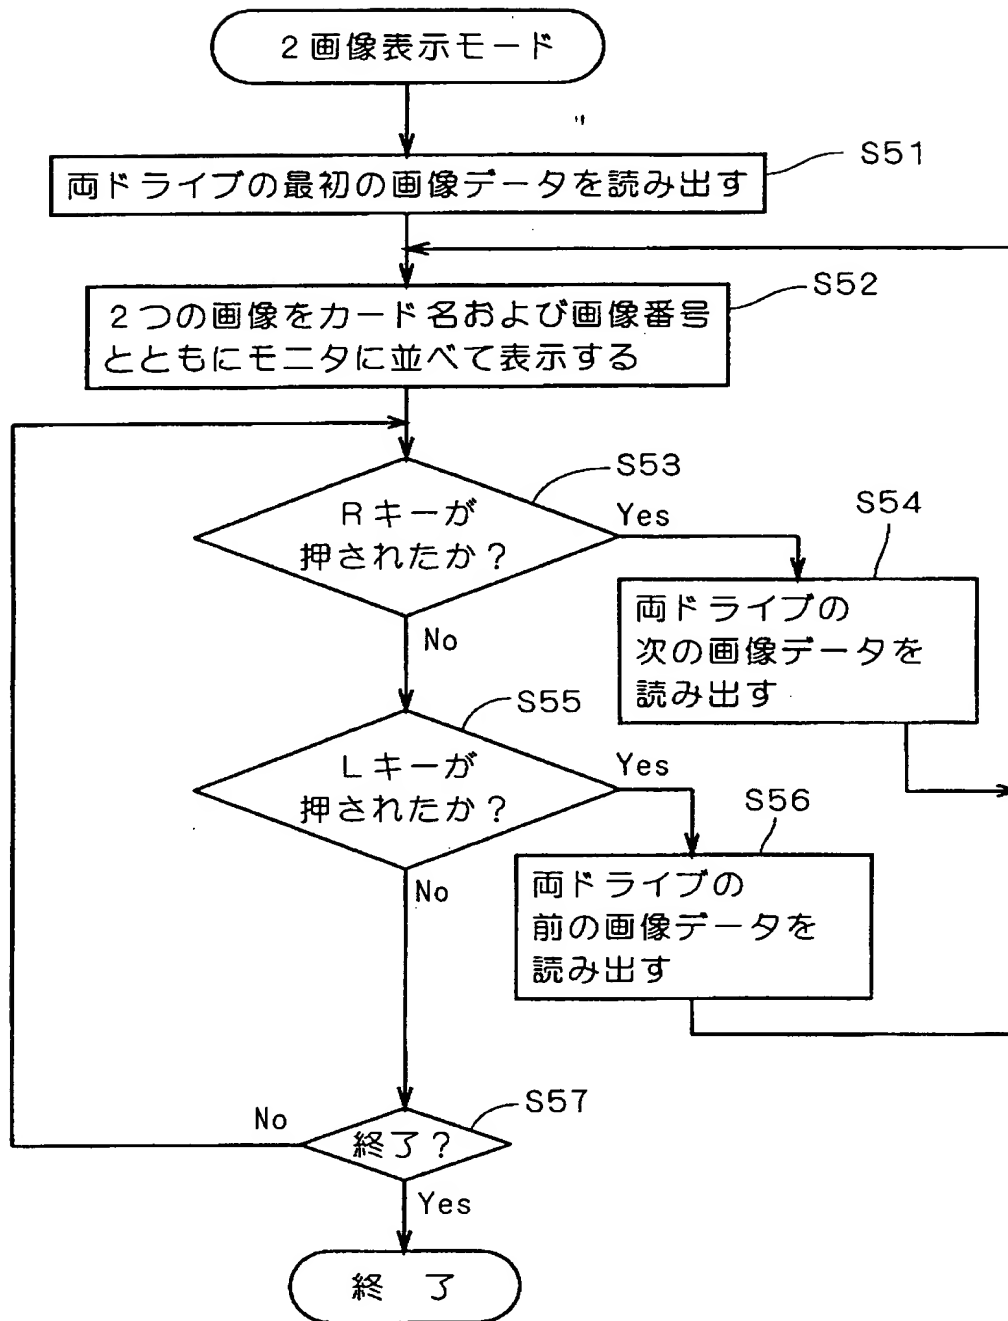 2画像表示モード
S51
両ドライブの最初の画像データを読み出す
S52
2つの画像をカード名および画像番号
とともにモニタに並べて表示する
S53
Rキーが
押されたか?
Yes
No
S54
両ドライブの
次の画像データを
読み出す
S55
Lキーが
押されたか?
Yes
No
S56
両ドライブの
前の画像データを
読み出す
S57
終了?
No
Yes
終 了